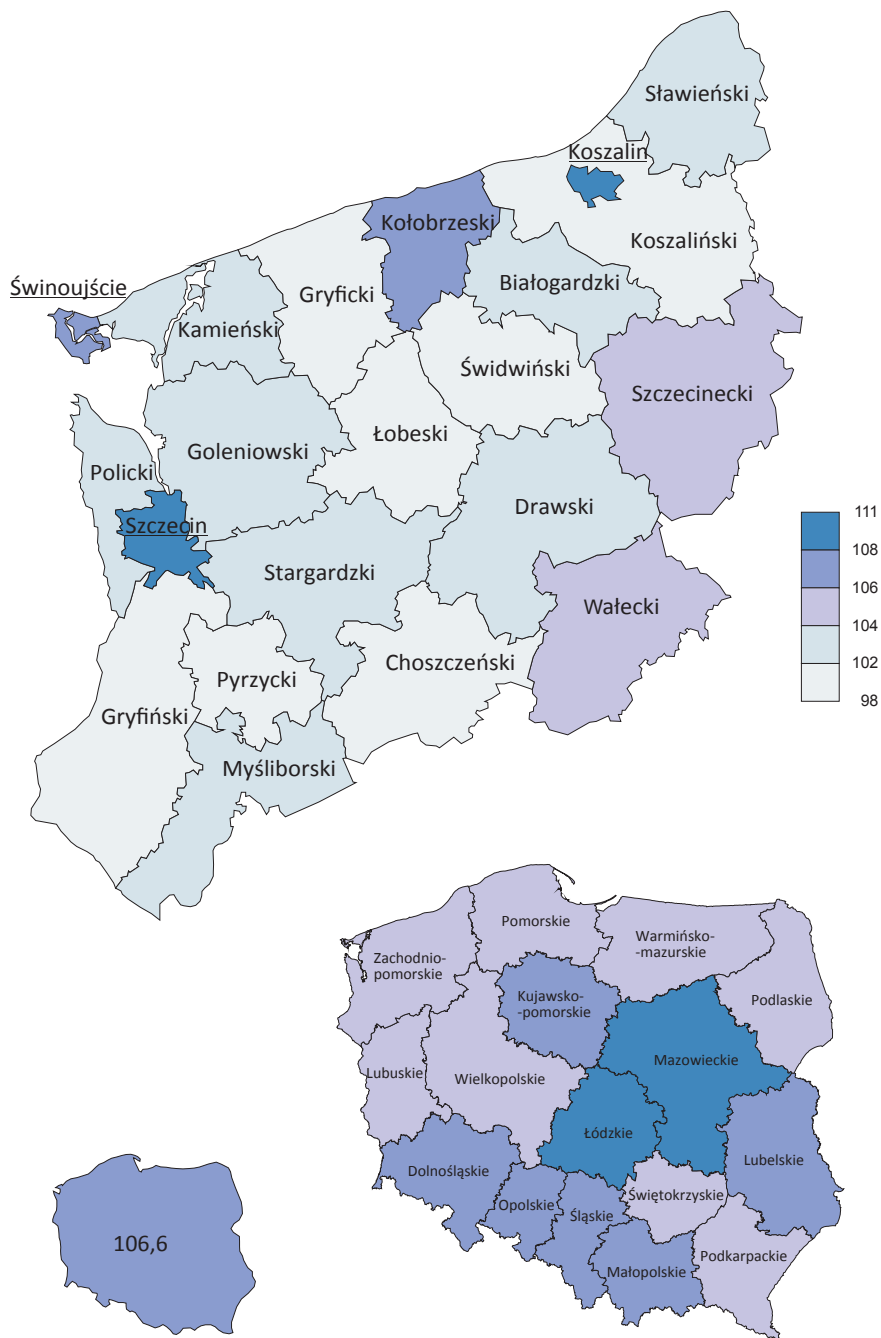 Sławieński
Koszalin
Kołobrzeski
Koszaliński
Świnoujście
Białogardzki
Gryficki
Kamieński
Świdwiński
Szczecinecki
Łobeski
Goleniowski
Policki
Drawski
111
Szczecin
108
Stargardzki
106
Wałecki
104
Choszczeński
102
Pyrzycki
98
Gryfiński
Myśliborski
Pomorskie
Warmińsko-
-mazurskie
Zachodnio-
pomorskie
Kujawsko-
-pomorskie
Podlaskie
Mazowieckie
Lubuskie
Wielkopolskie
Łódzkie
Lubelskie
Dolnośląskie
Świętokrzyskie
Opolskie
Śląskie
106,6
Podkarpackie
Małopolskie